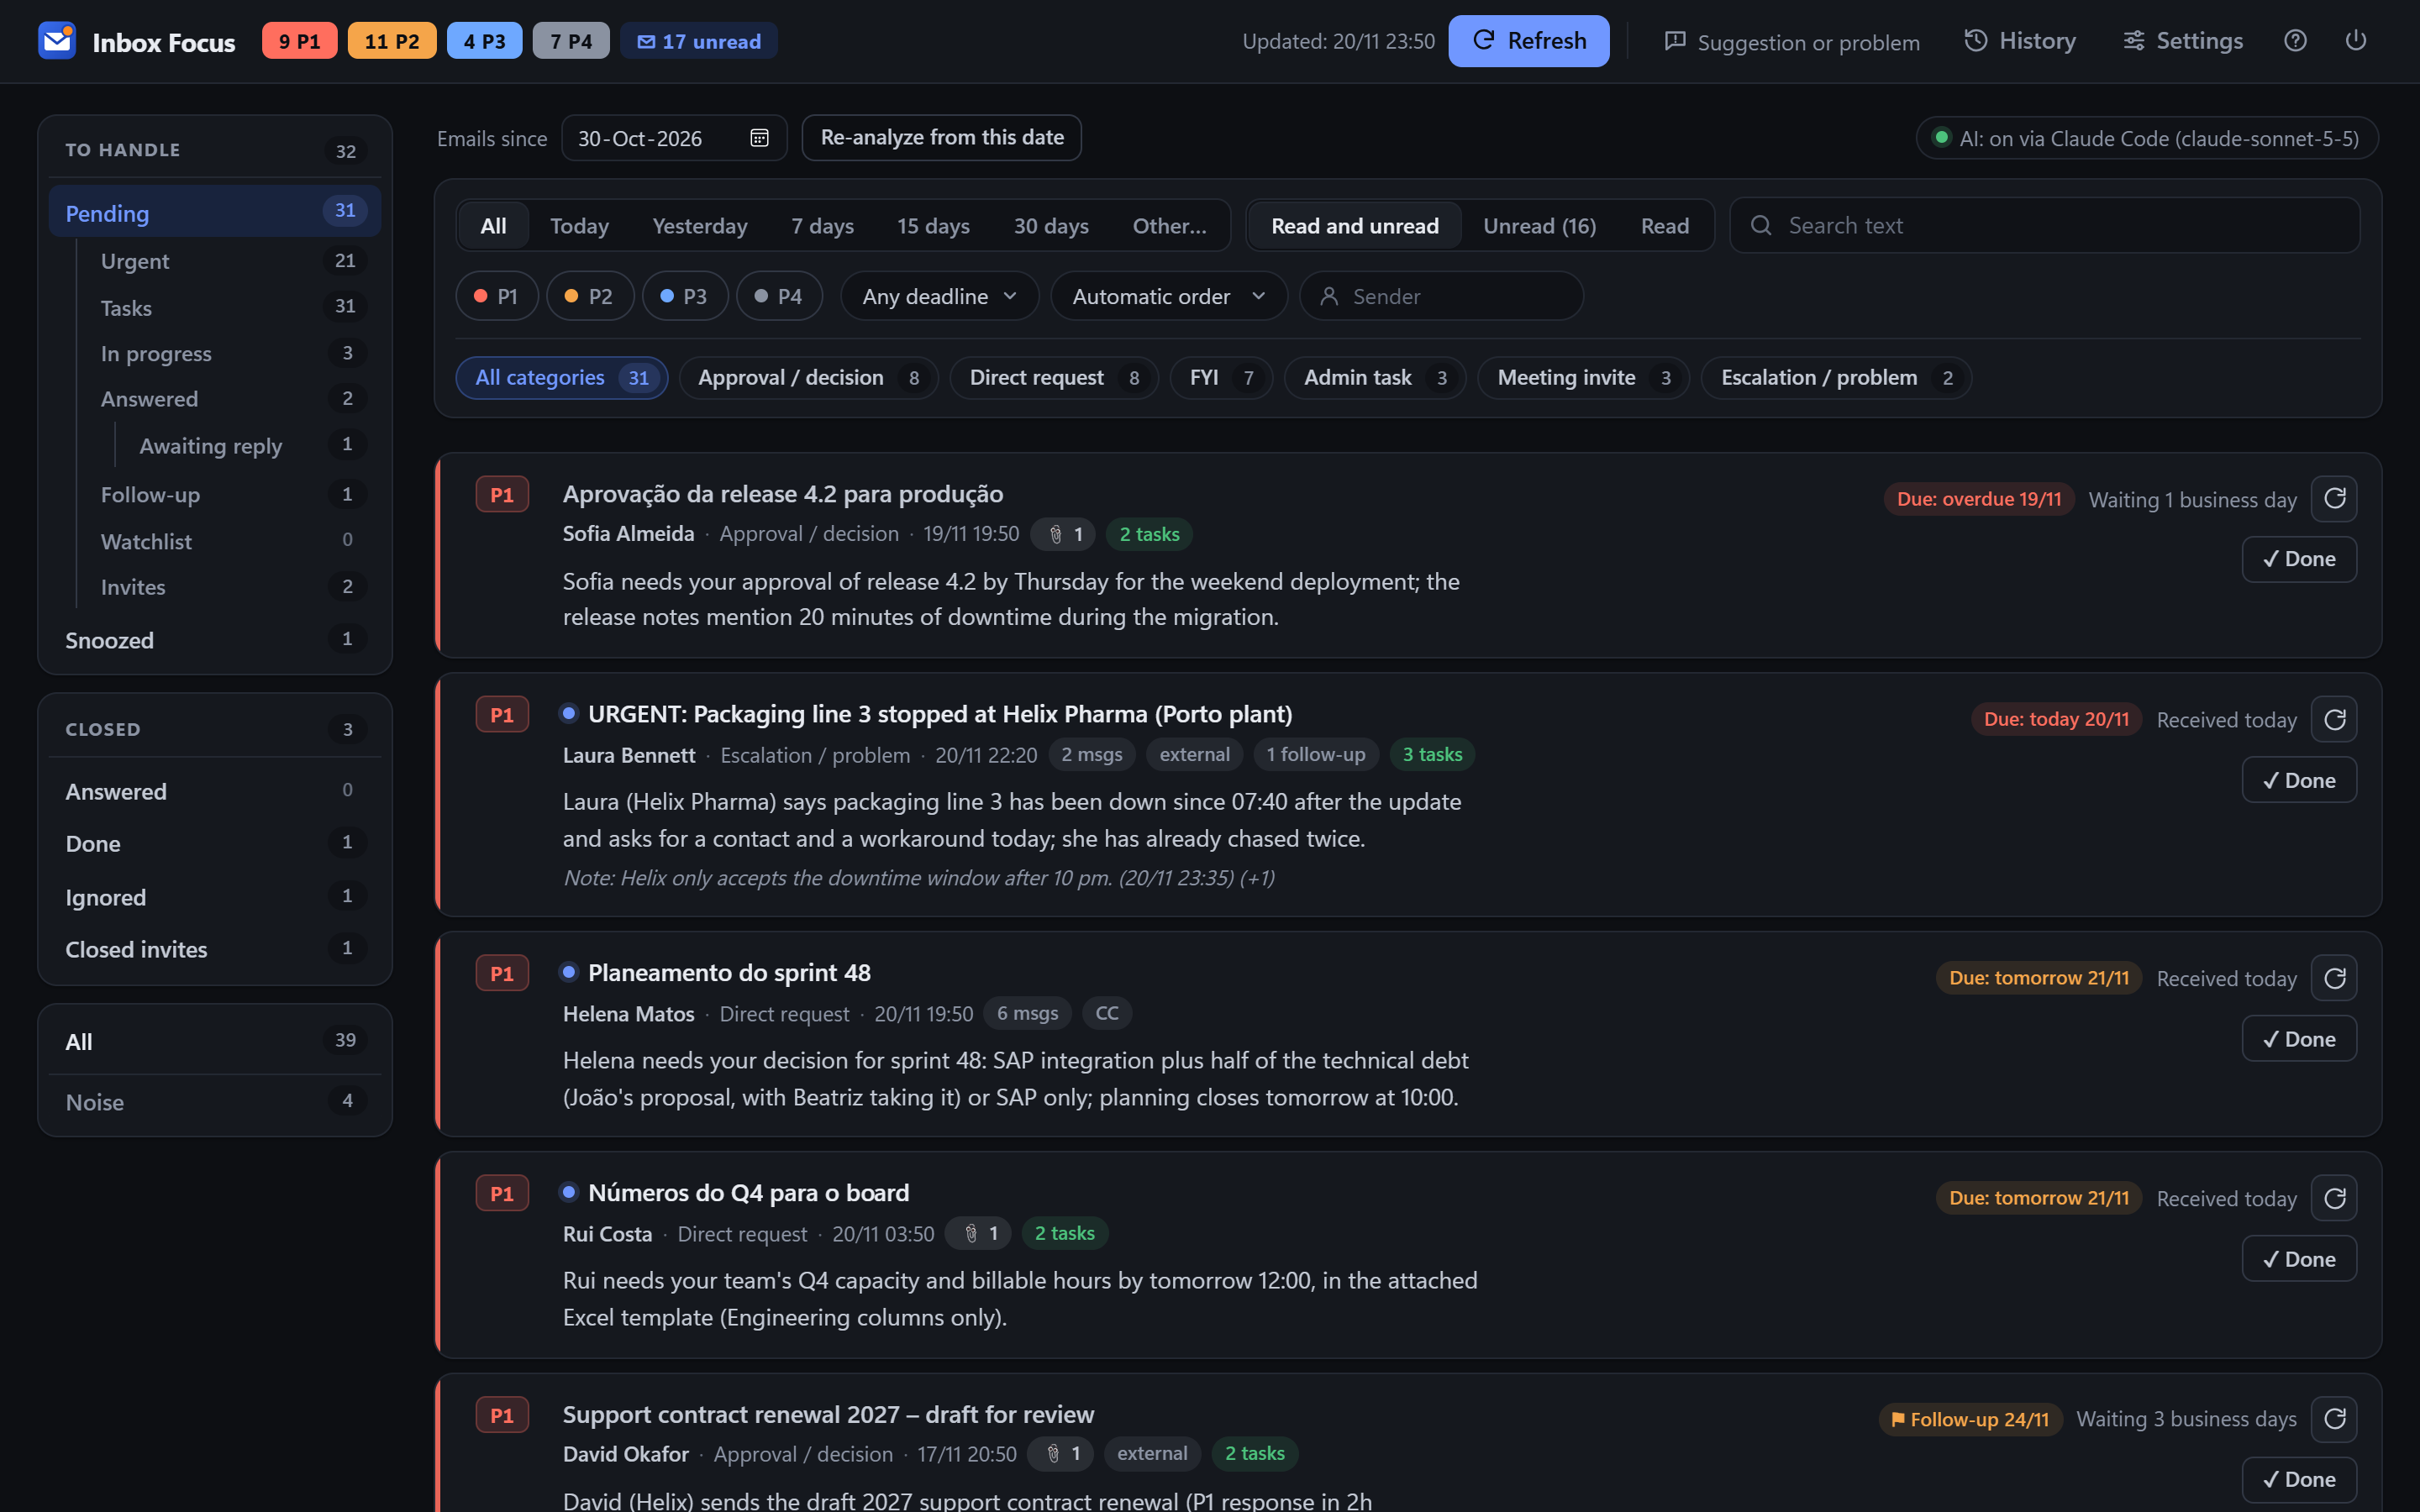 Inbox Focus 9 P1 11 P2 4 P3 7 P4 17 unread Updated: 20/11 23:50 Refresh Suggestion or problem History Settings
TO HANDLE 32
Pending 31
Urgent 21
Tasks 31
In progress 3
Answered 2
Awaiting reply 1
Follow-up 1
Watchlist 0
Invites 2
Snoozed 1
CLOSED 3
Answered 0
Done 1
Ignored 1
Closed invites 1
All 39
Noise 4
Emails since 30-Oct-2026 Re-analyze from this date AI: on via Claude Code (claude-sonnet-5-5)
All Today Yesterday 7 days 15 days 30 days Other... Read and unread Unread (16) Read Search text
P1 P2 P3 P4 Any deadline Automatic order Sender
All categories 31 Approval / decision 8 Direct request 8 FYI 7 Admin task 3 Meeting invite 3 Escalation / problem 2
P1 Aprovação da release 4.2 para produção Due: overdue 19/11 Waiting 1 business day
Sofia Almeida · Approval / decision · 19/11 19:50 1 2 tasks
✓ Done
Sofia needs your approval of release 4.2 by Thursday for the weekend deployment; the
release notes mention 20 minutes of downtime during the migration.
P1 URGENT: Packaging line 3 stopped at Helix Pharma (Porto plant) Due: today 20/11 Received today
Laura Bennett · Escalation / problem · 20/11 22:20 2 msgs external 1 follow-up 3 tasks
✓ Done
Laura (Helix Pharma) says packaging line 3 has been down since 07:40 after the update
and asks for a contact and a workaround today; she has already chased twice.
Note: Helix only accepts the downtime window after 10 pm. (20/11 23:35) (+1)
P1 Planeamento do sprint 48 Due: tomorrow 21/11 Received today
Helena Matos · Direct request · 20/11 19:50 6 msgs CC
✓ Done
Helena needs your decision for sprint 48: SAP integration plus half of the technical debt
(João's proposal, with Beatriz taking it) or SAP only; planning closes tomorrow at 10:00.
P1 Números do Q4 para o board Due: tomorrow 21/11 Received today
Rui Costa · Direct request · 20/11 03:50 1 2 tasks
✓ Done
Rui needs your team's Q4 capacity and billable hours by tomorrow 12:00, in the attached
Excel template (Engineering columns only).
P1 Support contract renewal 2027 – draft for review Follow-up 24/11 Waiting 3 business days
David Okafor · Approval / decision · 17/11 20:50 1 external 2 tasks
✓ Done
David (Helix) sends the draft 2027 support contract renewal (P1 response in 2h